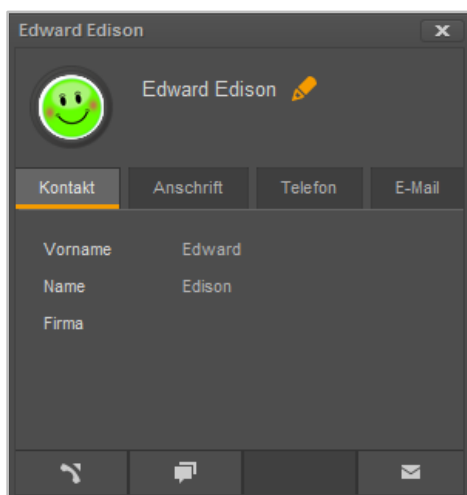 Edward Edison
Edward Edison
Kontakt Anschrift Telefon E-Mail
Vorname Edward
Name Edison
Firma